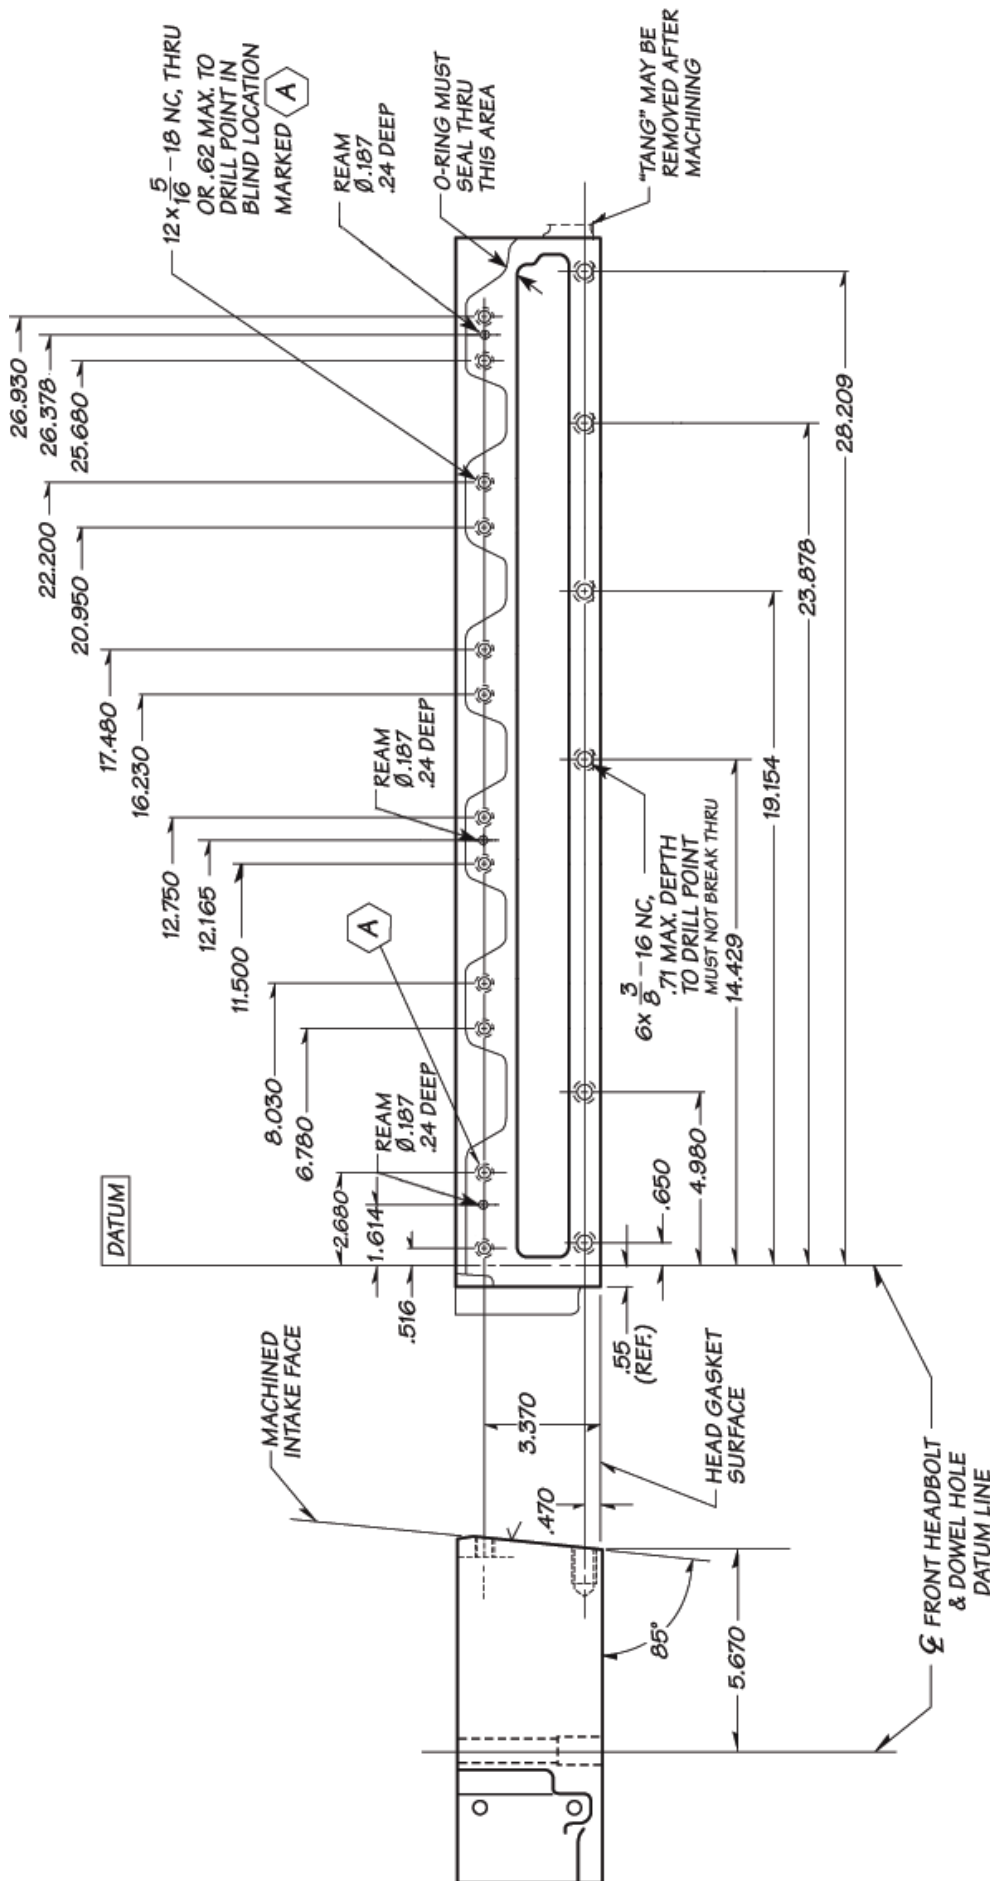 DATUM
MACHINED
INTAKE FACE
.516
1.614
2.680
6.780
8.030
11.500
12.165
12.750
16.230
17.480
20.950
22.200
25.680
26.378
26.930
REAM
Ø.187
.24 DEEP
A
REAM
Ø.187
.24 DEEP
12 x 5/16 - 18 NC, THRU
OR .62 MAX. TO
DRILL POINT IN
BLIND LOCATION
MARKED A
REAM
Ø.187
.24 DEEP
O-RING MUST
SEAL THRU
THIS AREA
"TANG" MAY BE
REMOVED AFTER
MACHINING
3.370
.470
HEAD GASKET
SURFACE
85°
5.670
.55
(REF.)
.650
4.980
6x 3/8 - 16 NC,
.71 MAX. DEPTH
TO DRILL POINT
MUST NOT BREAK THRU
14.429
19.154
23.878
28.209
℄ FRONT HEADBOLT
& DOWEL HOLE
DATUM LINE